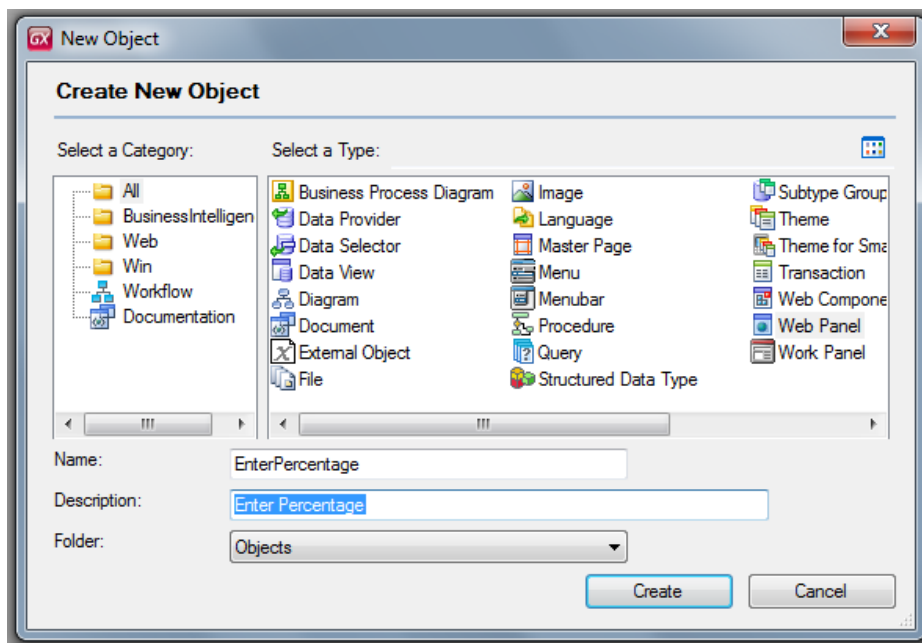 GX New Object
Create New Object
Select a Category:
Select a Type:
All
BusinessIntelligen
Web
Win
Workflow
Documentation
Business Process Diagram
Data Provider
Data Selector
Data View
Diagram
Document
External Object
File
Image
Language
Master Page
Menu
Menubar
Procedure
Query
Structured Data Type
Subtype Group
Theme
Theme for Sma
Transaction
Web Compone
Web Panel
Work Panel
Name:
EnterPercentage
Description:
Enter Percentage
Folder:
Objects
Create
Cancel